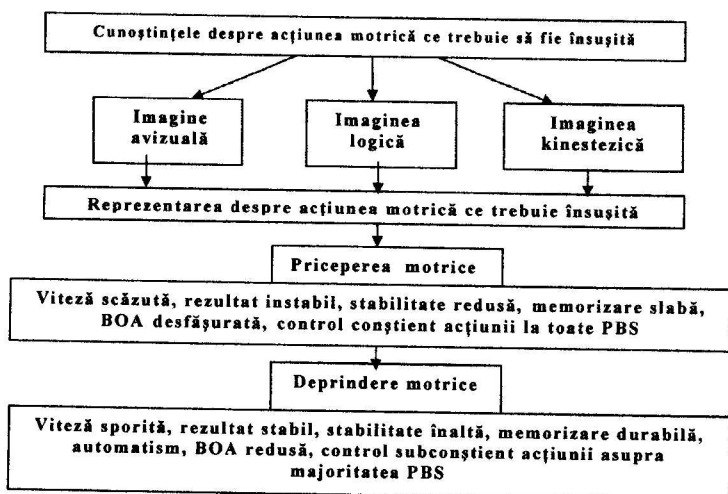 Cunoştinţele despre acţiunea motrică ce trebuie să fie însuşită
Imagine
avizuală
Imaginea
logică
Imaginea
kinestezică
Reprezentarea despre acţiunea motrică ce trebuie însuşită
Priceperea motrice
Viteză scăzută, rezultat instabil, stabilitate redusă, memorizare slabă,
BOA desfăşurată, control conştient acţiunii la toate PBS
Deprindere motrice
Viteză sporită, rezultat stabil, stabilitate înaltă, memorizare durabilă,
automatism, BOA redusă, control subconştient acţiunii asupra
majoritatea PBS